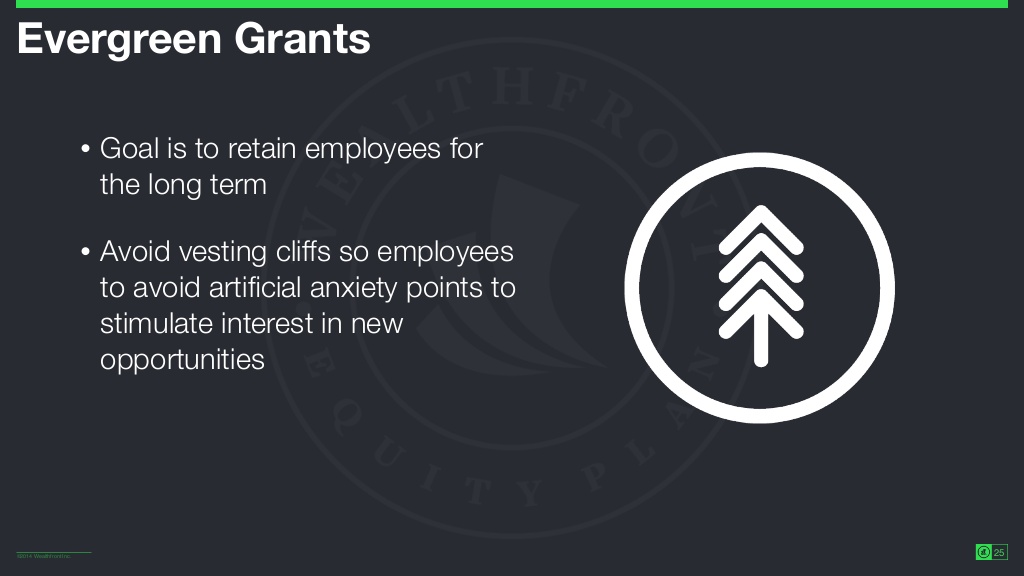 Evergreen Grants
WEALTHFRONT
• Goal is to retain employees for
the long term
• Avoid vesting cliffs so employees
to avoid artificial anxiety points to
stimulate interest in new
opportunities
EQUITY PLAN
25